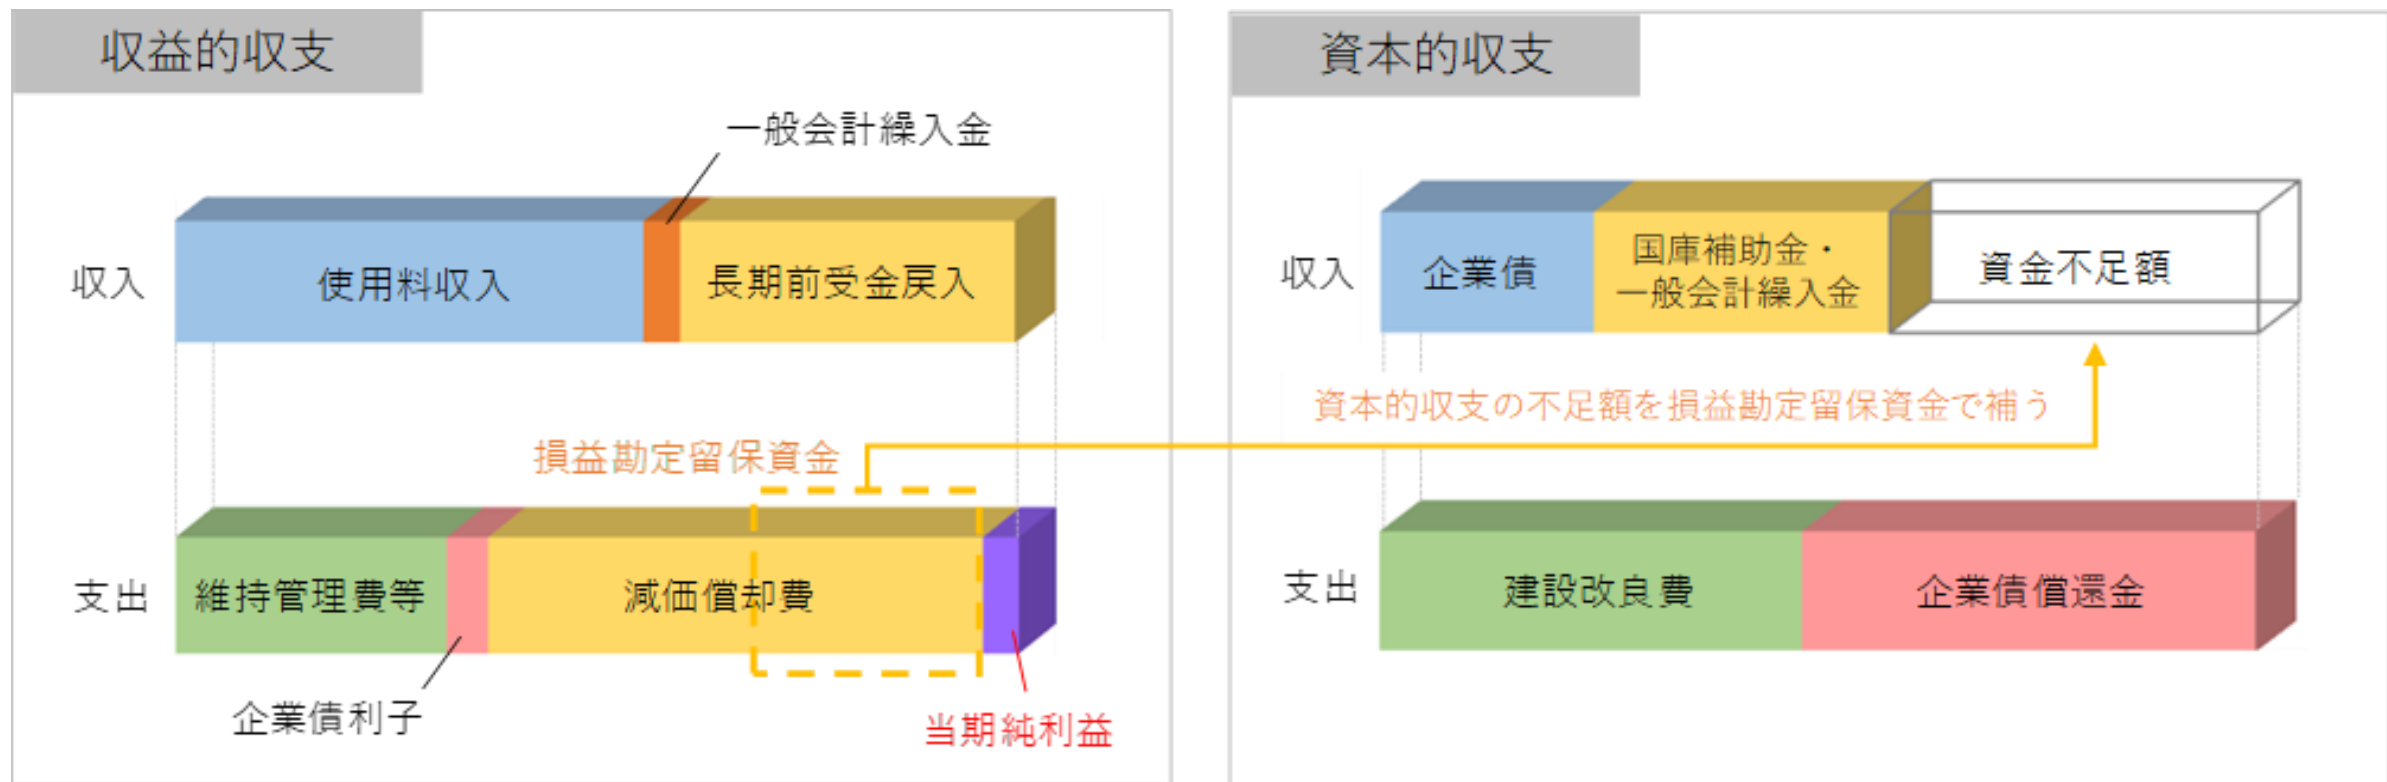 収益的収支
一般会計繰入金
収入
使用料収入
長期前受金戻入
損益勘定留保資金
支出
維持管理費等
減価償却費
企業債利子
当期純利益
資本的収支
収入
企業債
国庫補助金・
一般会計繰入金
資金不足額
資本的収支の不足額を損益勘定留保資金で補う
支出
建設改良費
企業債償還金